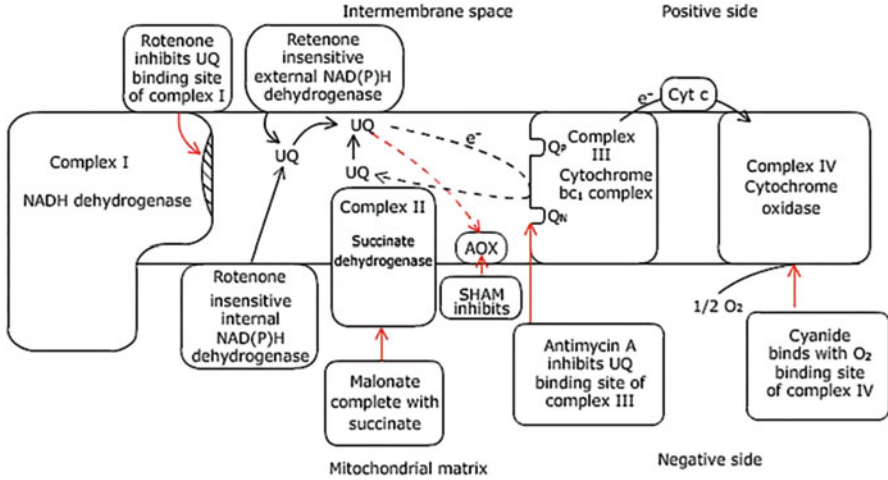 Intermembrane space
Positive side
Rotenone
inhibits UQ
binding site
of complex I
Retenone
insensitive
external NAD(P)H
dehydrogenase
e-
Cyt c
Complex I
NADH dehydrogenase
UQ
UQ
UQ
e-
QP
Complex
III
Cytochrome
bc1 complex
QN
Complex IV
Cytochrome
oxidase
Complex II
Succinate
dehydrogenase
AOX
SHAM
inhibits
Rotenone
insensitive
internal
NAD(P)H
dehydrogenase
1/2 O2
Malonate
complete with
succinate
Antimycin A
inhibits UQ
binding site of
complex III
Cyanide
binds with O2
binding site
of complex IV
Mitochondrial matrix
Negative side